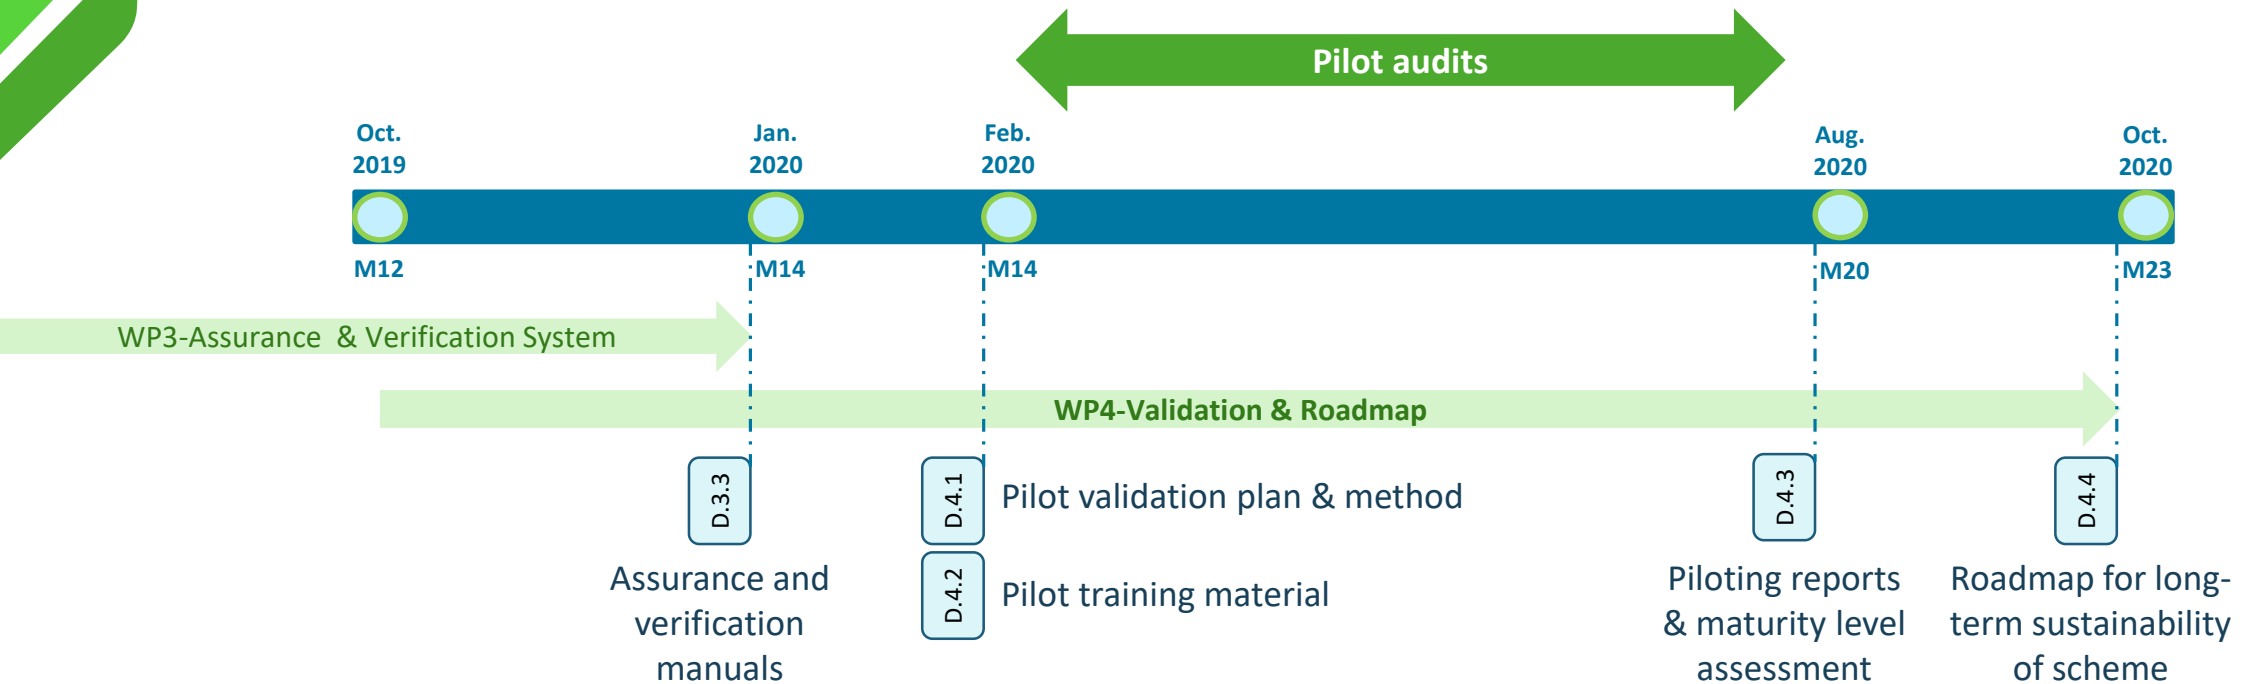 Pilot audits
Oct.
2019
Jan.
2020
Feb.
2020
Aug.
2020
Oct.
2020
M12
M14
M14
M20
M23
WP3-Assurance & Verification System
WP4-Validation & Roadmap
D.3.3
Assurance and
verification
manuals
D.4.1
Pilot validation plan & method
D.4.2
Pilot training material
D.4.3
Piloting reports
& maturity level
assessment
D.4.4
Roadmap for long-
term sustainability
of scheme